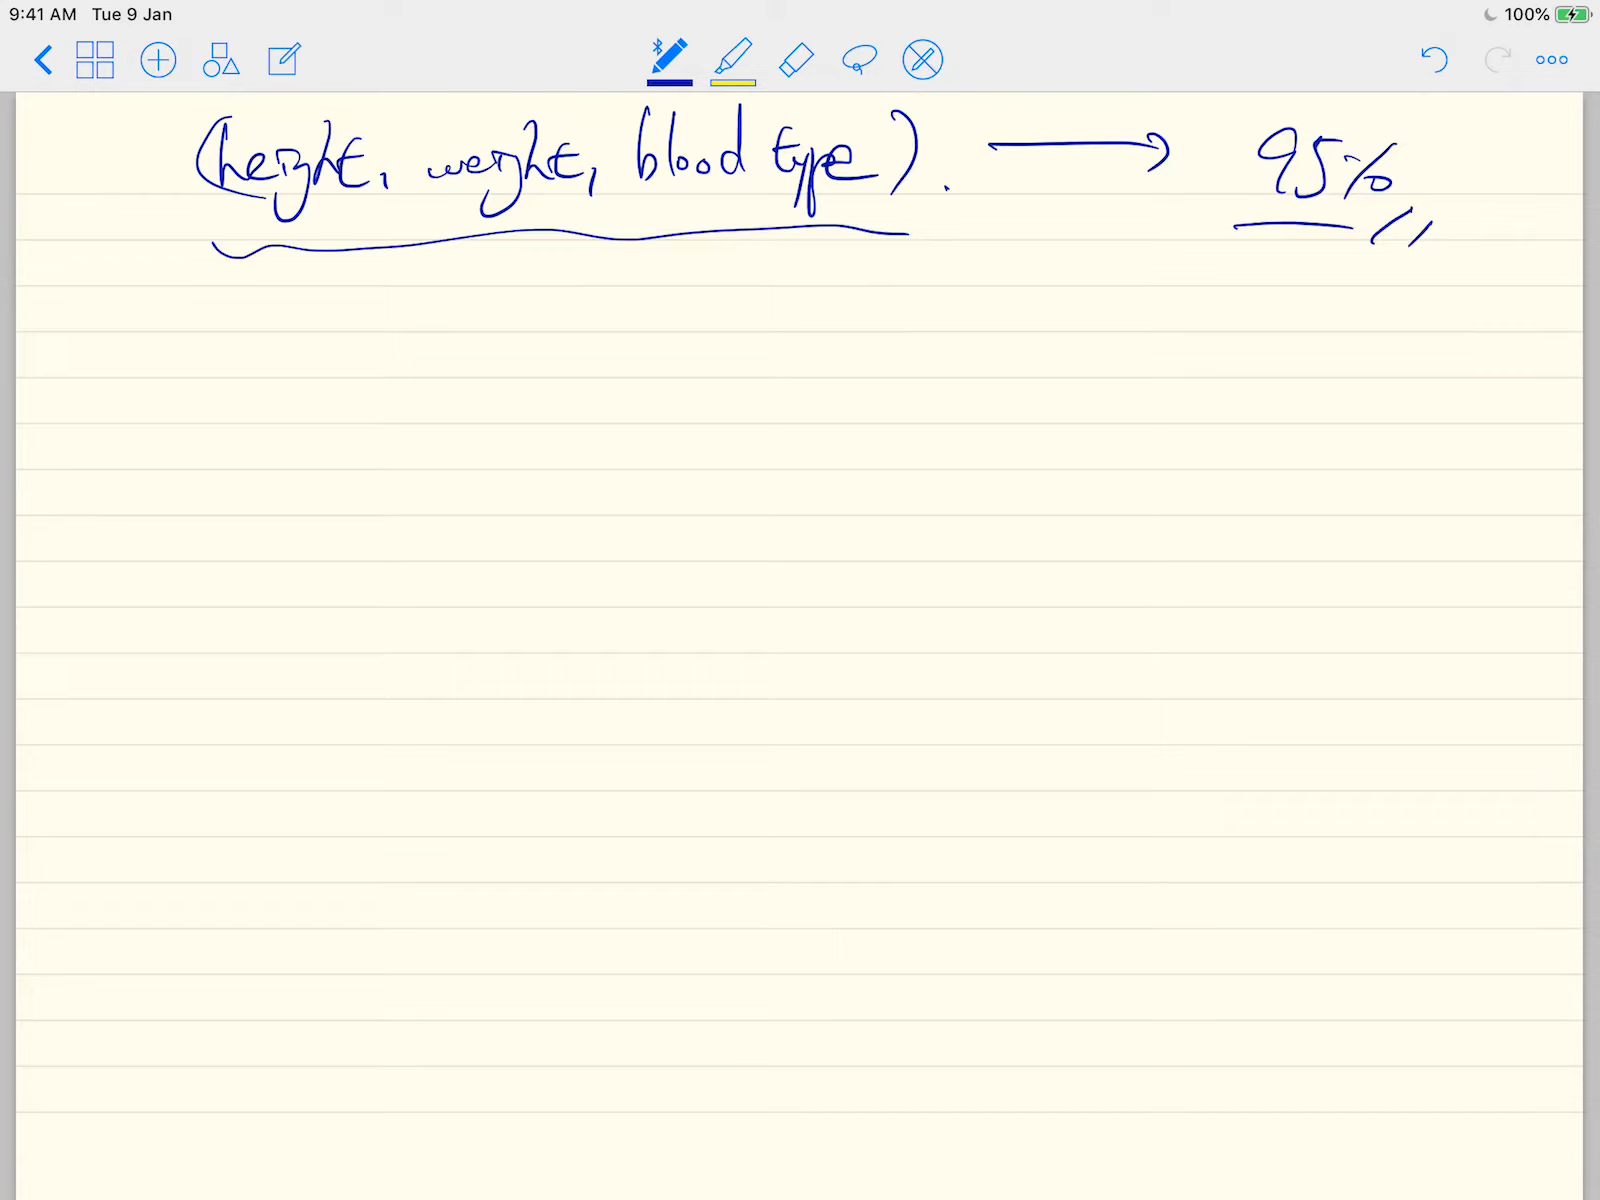 9:41 AM Tue 9 Jan 100%
(height, weight, blood type). → 95%